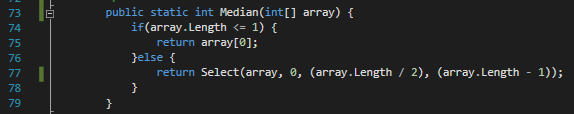 73 public static int Median(int[] array) {
74 if(array.Length <= 1) {
75 return array[0];
76 }else {
77 return Select(array, 0, (array.Length / 2), (array.Length - 1));
78 }
79 }